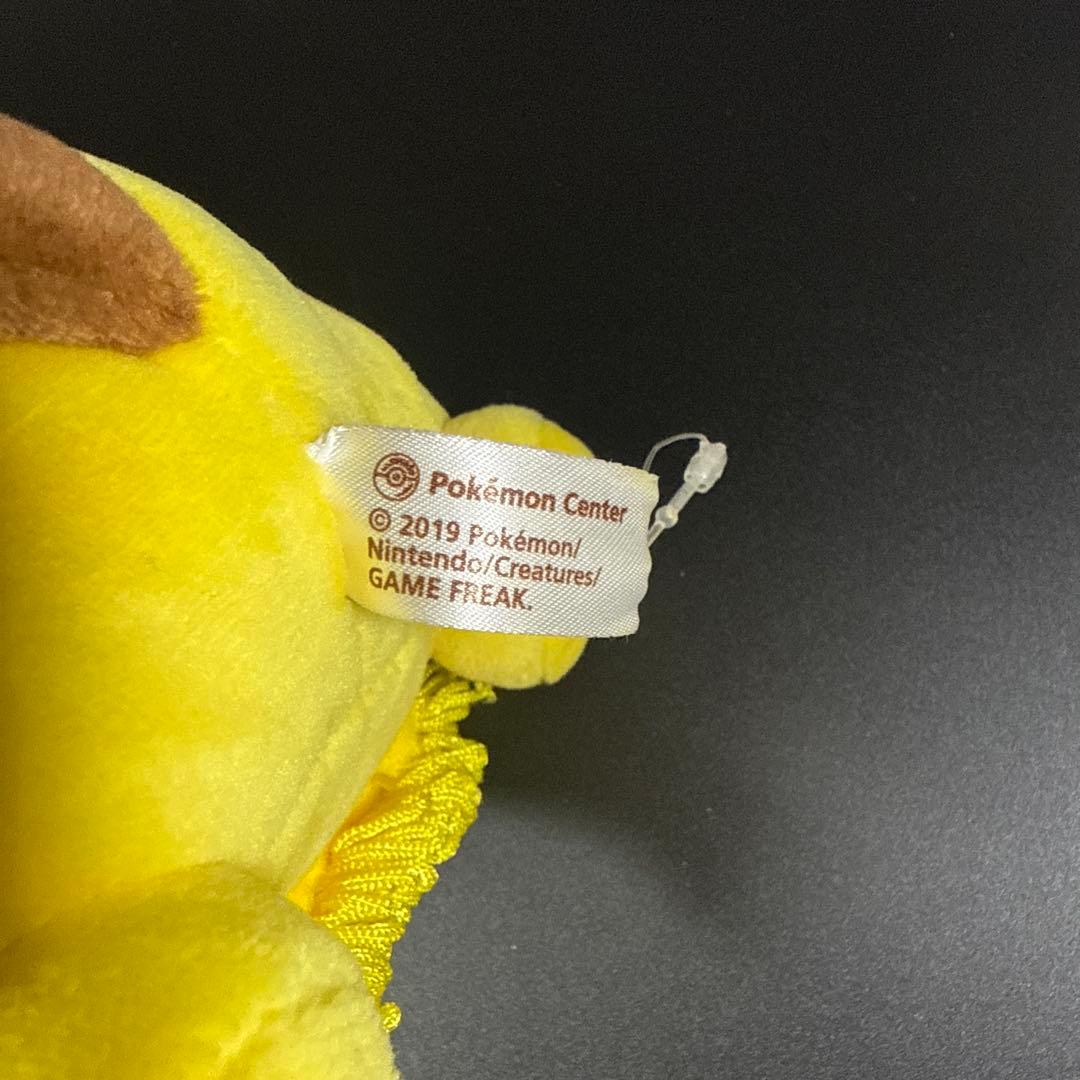 Pokémon Center
© 2019 Pokémon/
Nintendo/Creatures/
GAME FREAK.